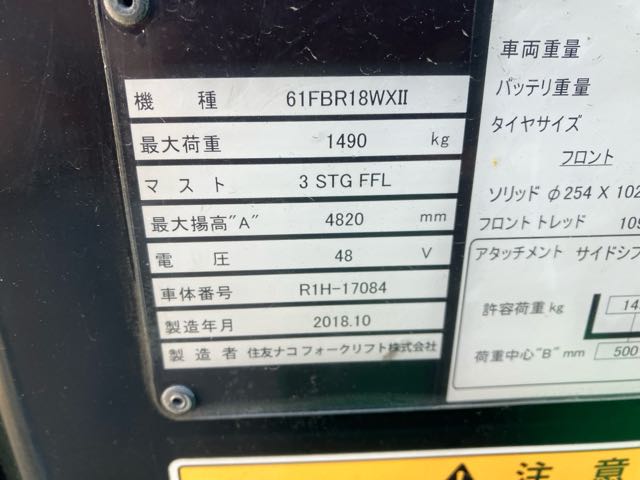 機種 61FBR18WXII
最大荷重 1490 kg
マスト 3 STG FFL
最大揚高"A" 4820 mm
電圧 48 V
車体番号 R1H-17084
製造年月 2018.10
製造者 住友ナコフォークリフト株式会社
車両重量
バッテリ重量
タイヤサイズ
フロント
ソリッド φ254 X 102
フロントトレッド 109
アタッチメント サイドシフ
許容荷重 kg
荷重中心"B" mm 500
注意